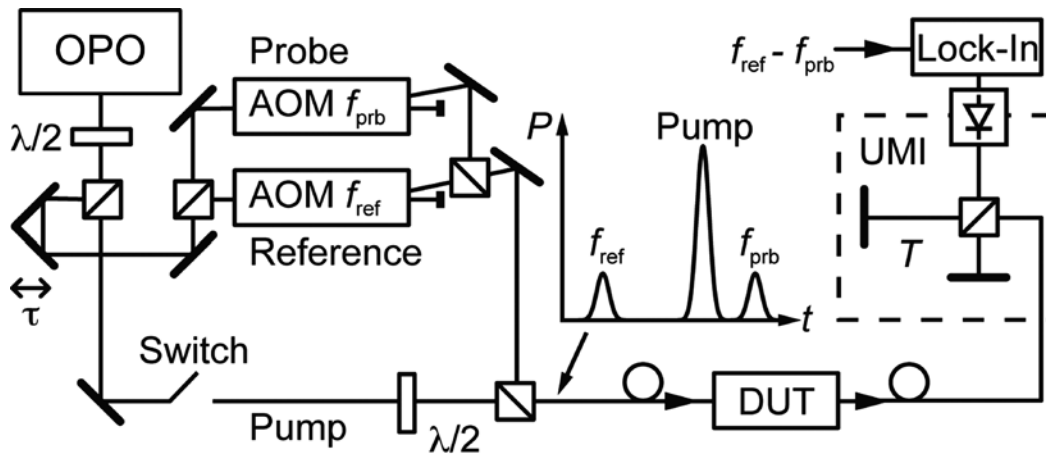 OPO
λ/2
τ
Switch
Pump
λ/2
Probe
AOM f_prb
AOM f_ref
Reference
P
Pump
f_ref
f_prb
t
DUT
f_ref - f_prb
Lock-In
UMI
T